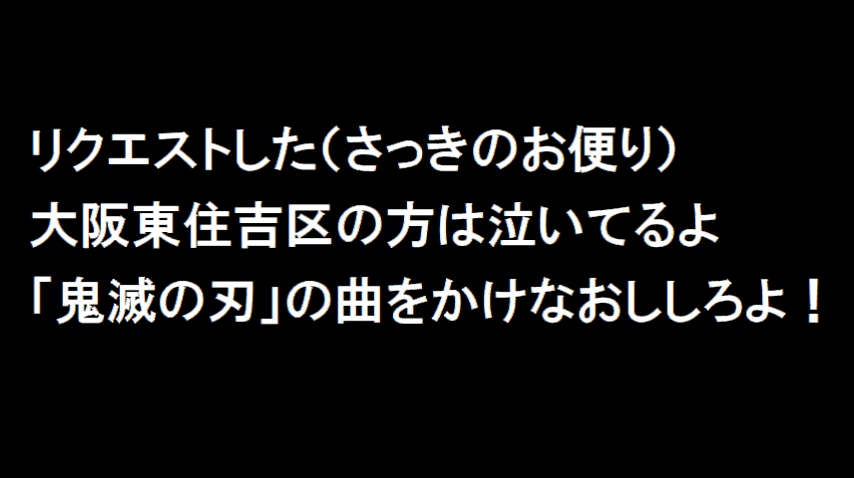 リクエストした（さっきのお便り）
大阪東住吉区の方は泣いてるよ
「鬼滅の刃」の曲をかけなおししろよ！